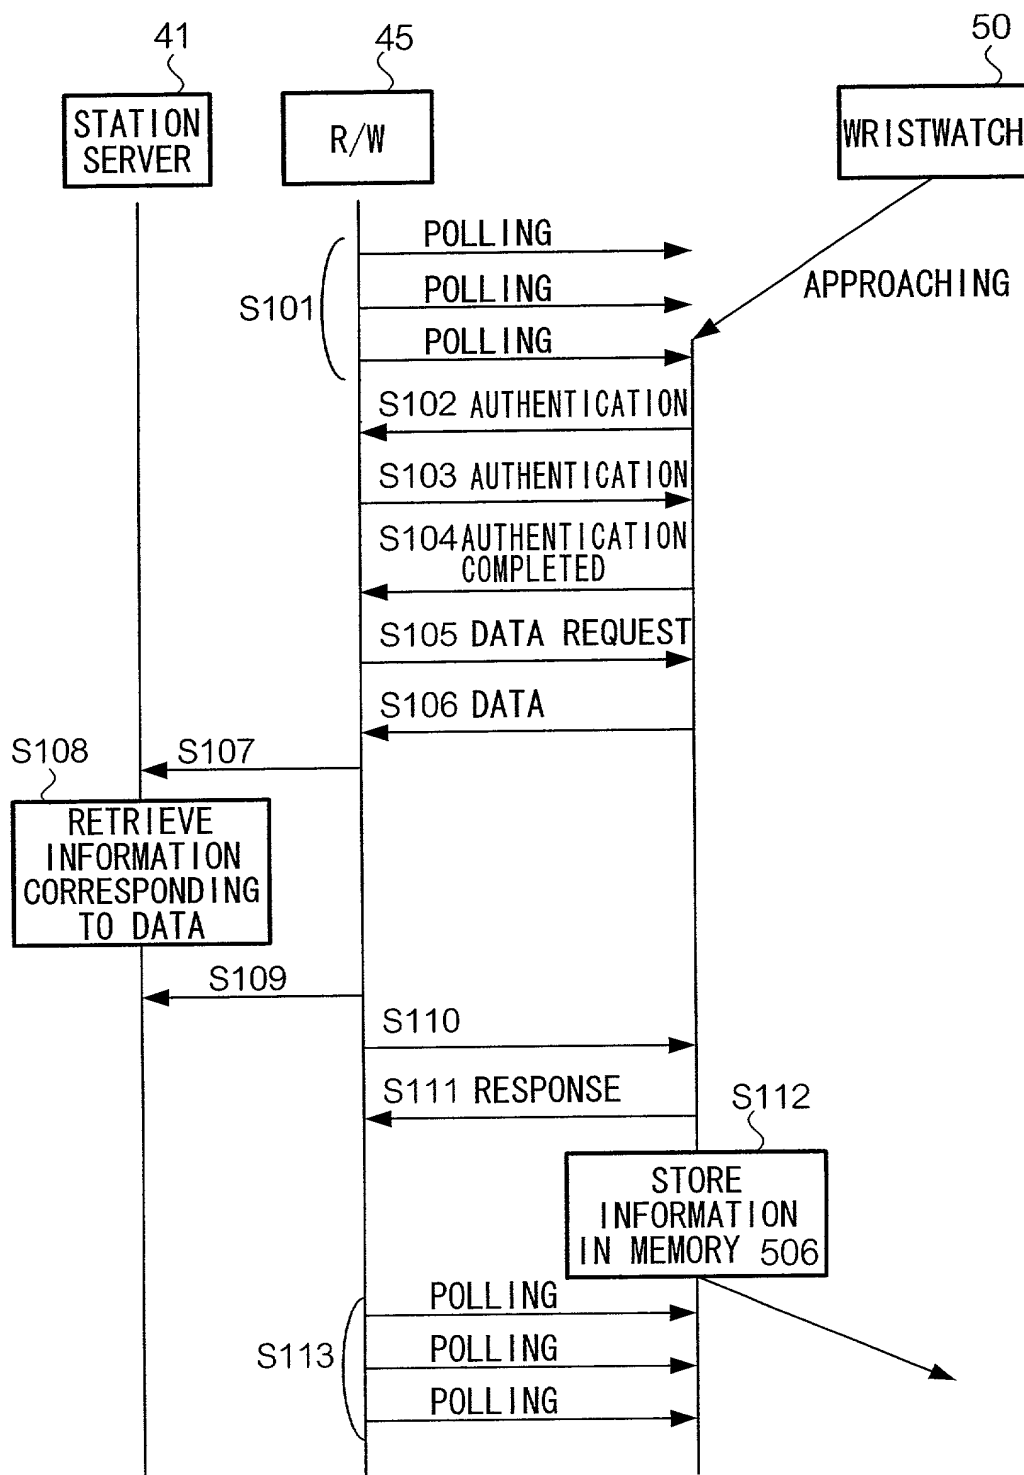 41
45
50
STATION
SERVER
R/W
WRISTWATCH
POLLING
APPROACHING
POLLING
S101
POLLING
S102 AUTHENTICATION
S103 AUTHENTICATION
S104 AUTHENTICATION
COMPLETED
S105 DATA REQUEST
S106 DATA
S108
S107
RETRIEVE
INFORMATION
CORRESPONDING
TO DATA
S109
S110
S111 RESPONSE
S112
STORE
INFORMATION
IN MEMORY 506
POLLING
S113
POLLING
POLLING